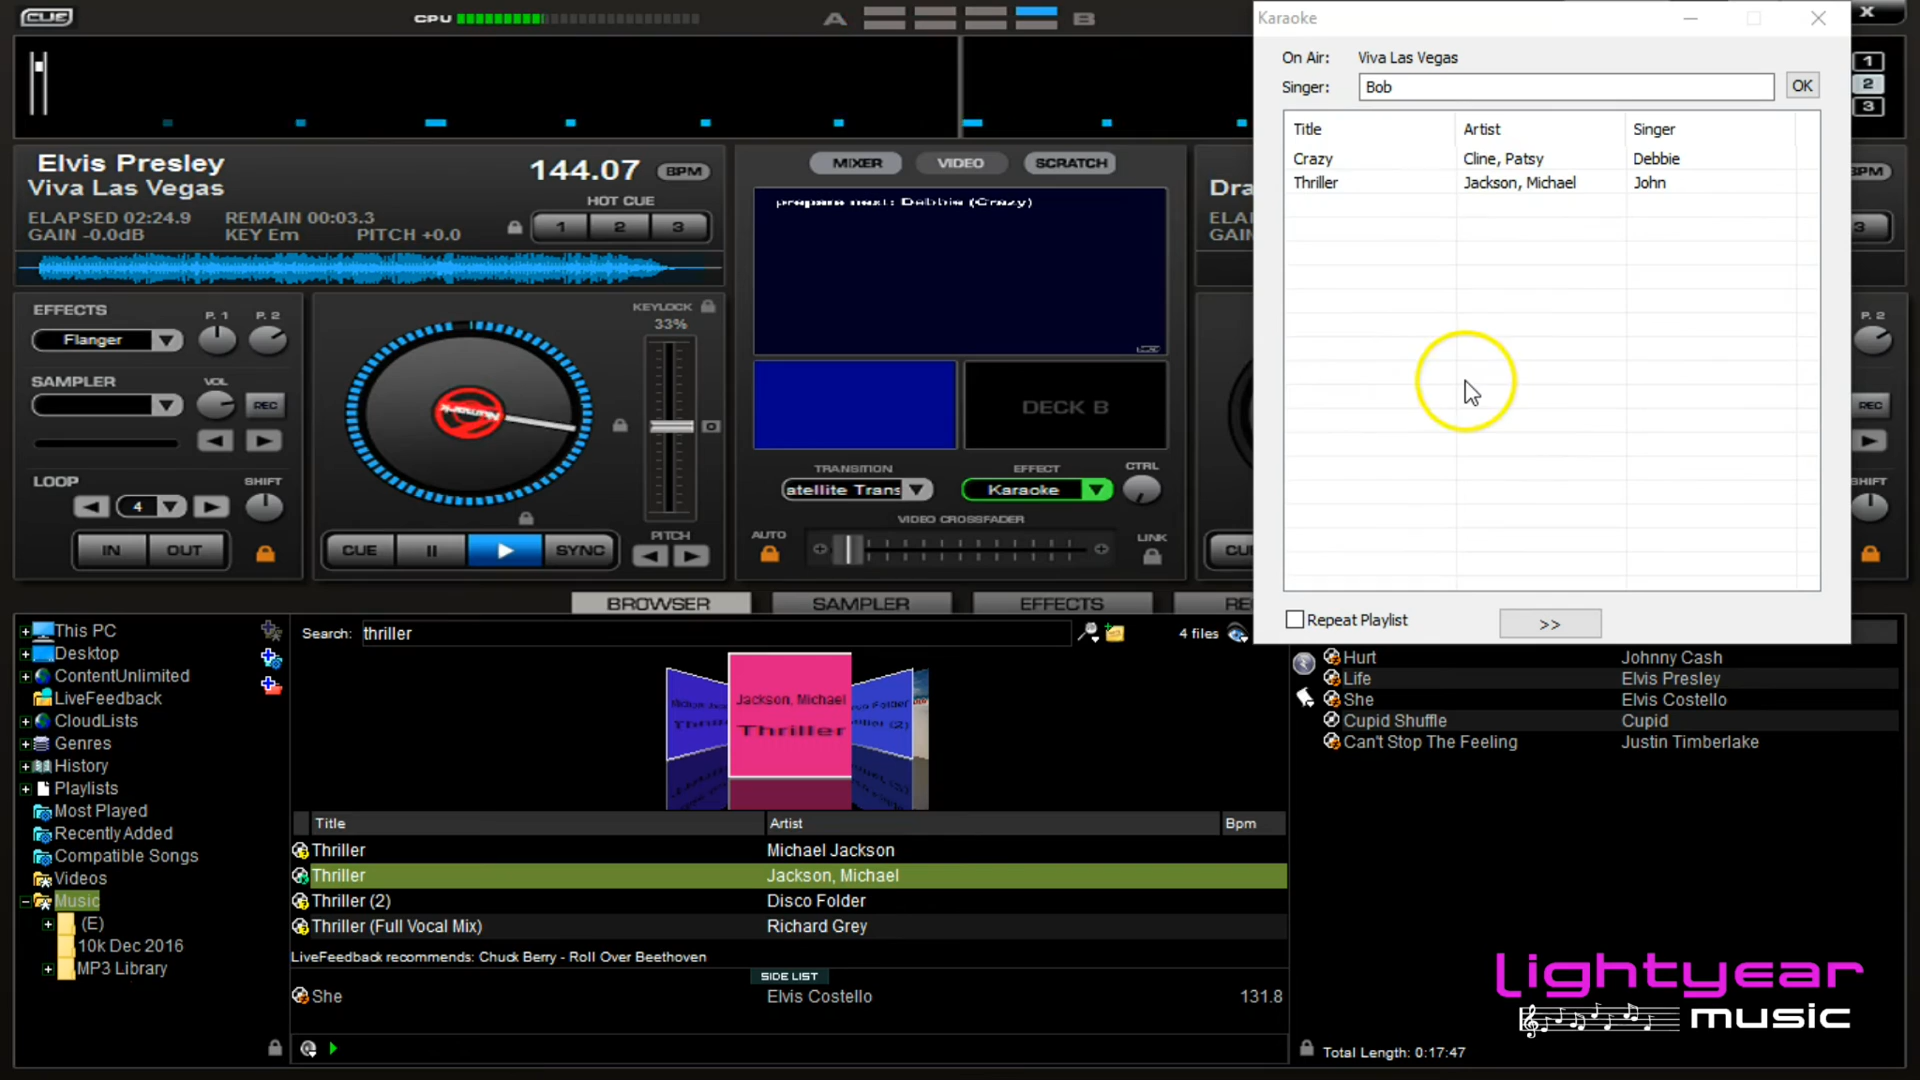 CUE
CPU
A
B
X
1
2
3
Karaoke
On Air: Viva Las Vegas
Singer: Bob
OK
Title Artist Singer
Crazy Cline, Patsy Debbie
Thriller Jackson, Michael John
Repeat Playlist
>>
Elvis Presley
Viva Las Vegas
144.07 BPM
ELAPSED 02:24.9 REMAIN 00:03.3
GAIN -0.0dB KEY Em PITCH +0.0
HOT CUE
1 2 3
EFFECTS
P. 1 P. 2
Flanger
SAMPLER
VOL
REC
LOOP
SHIFT
4
IN OUT
KEYLOCK
33%
Numark
CUE
SYNC
PITCH
MIXER VIDEO SCRATCH
prepare next: Debbie (Crazy)
DECK B
TRANSITION EFFECT CTRL
atellite Trans Karaoke
VIDEO CROSSFADER
AUTO
LINK
Dra
ELA
GAIN
BPM
3
P. 2
REC
SHIFT
CU
BROWSER SAMPLER EFFECTS RE
This PC
Desktop
ContentUnlimited
LiveFeedback
CloudLists
Genres
History
Playlists
Most Played
Recently Added
Compatible Songs
Videos
Music
(E)
10k Dec 2016
MP3 Library
Search: thriller
4 files
Jackson, Michael
Thriller
Title Artist Bpm
Thriller Michael Jackson
Thriller Jackson, Michael
Thriller (2) Disco Folder
Thriller (Full Vocal Mix) Richard Grey
LiveFeedback recommends: Chuck Berry - Roll Over Beethoven
SIDE LIST
She Elvis Costello 131.8
Hurt Johnny Cash
Life Elvis Presley
She Elvis Costello
Cupid Shuffle Cupid
Can't Stop The Feeling Justin Timberlake
lightyear
music
Total Length: 0:17:47